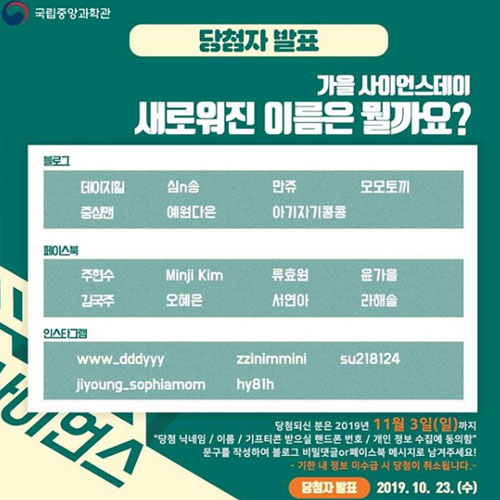 국립중앙과학관
당첨자 발표
가을 사이언스데이
새로워진 이름은 뭘까요?
블로그
데이지힐 심n송 만쥬 모모토끼
중심맨 예원다은 아기자기콩콩
페이스북
주현수 Minji Kim 류효원 윤가을
김국주 오혜은 서연아 라해솔
인스타그램
www_dddyyy zzinimmini su218124
jiyoung_sophiamom hy81h
사이언스
당첨되신 분은 2019년 11월 3일(일)까지
"당첨 닉네임 / 이름 / 기프티콘 받으실 핸드폰 번호 / 개인 정보 수집에 동의함"
문구를 작성하여 블로그 비밀댓글or페이스북 메시지로 남겨주세요!
- 기한 내 정보 미수급 시 당첨이 취소됩니다.-
당첨자 발표 2019. 10. 23. (수)